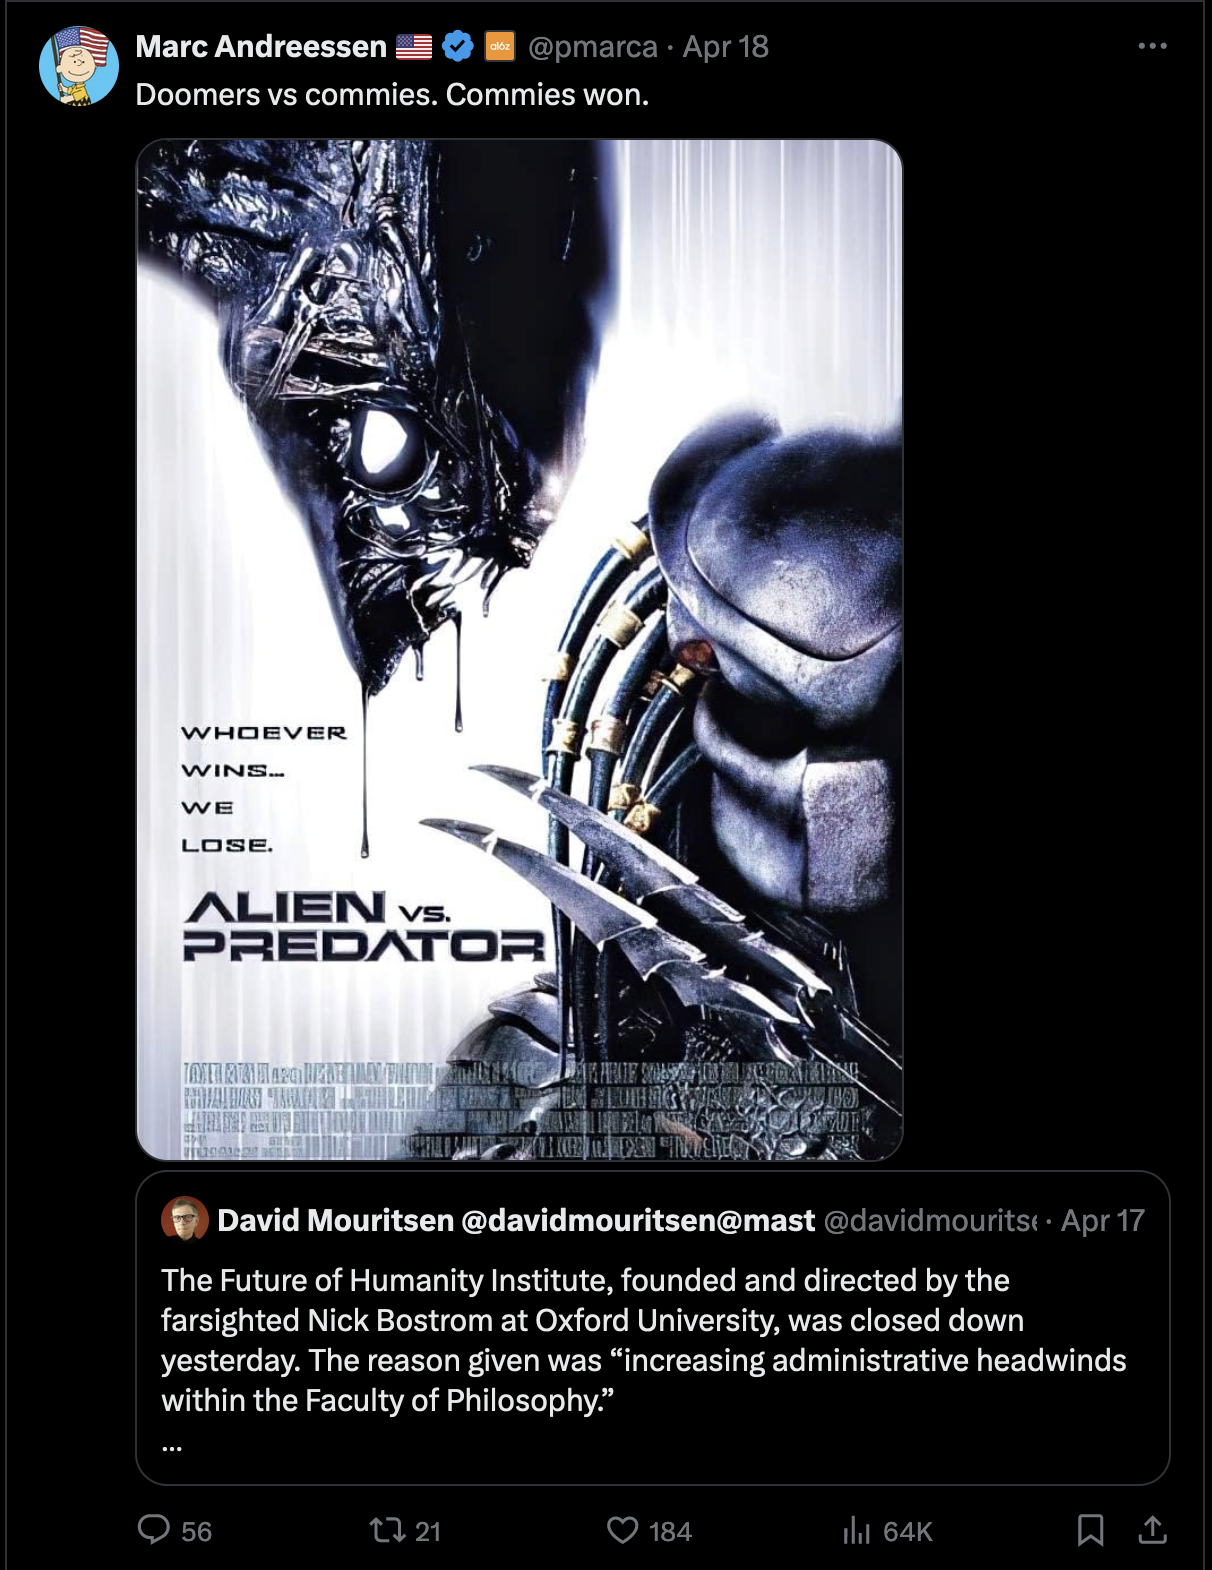 Marc Andreessen a16z @pmarca · Apr 18
Doomers vs commies. Commies won.
WHOEVER
WINS...
WE
LOSE.
ALIEN VS.
PREDATOR
David Mouritsen @davidmouritsen@mast @davidmourits · Apr 17
The Future of Humanity Institute, founded and directed by the
farsighted Nick Bostrom at Oxford University, was closed down
yesterday. The reason given was “increasing administrative headwinds
within the Faculty of Philosophy.”
...
56 21 184 64K